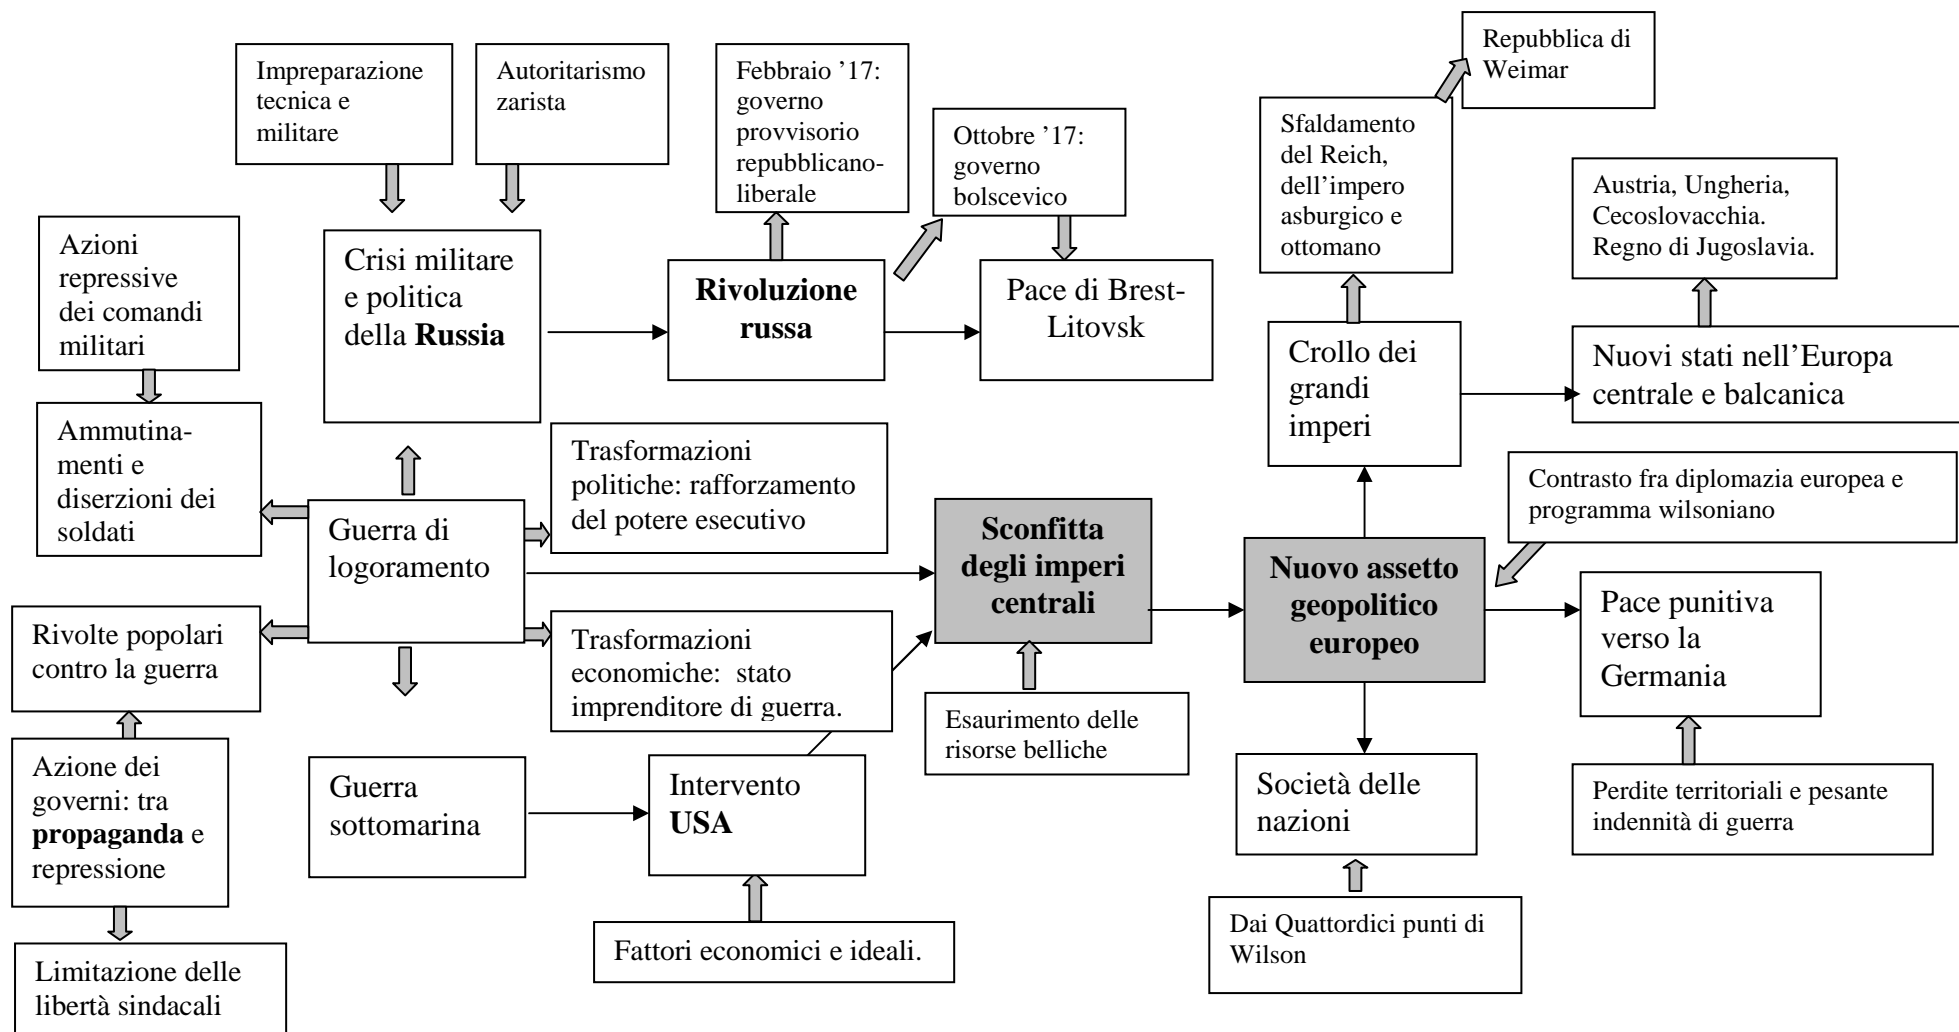 Impreparazione
tecnica e
militare
Autoritarismo
zarista
Febbraio ’17:
governo
provvisorio
repubblicano-
liberale
Ottobre ’17:
governo
bolscevico
Repubblica di
Weimar
Sfaldamento
del Reich,
dell’impero
asburgico e
ottomano
Austria, Ungheria,
Cecoslovacchia.
Regno di Jugoslavia.
Azioni
repressive
dei comandi
militari
Crisi militare
e politica
della Russia
Rivoluzione
russa
Pace di Brest-
Litovsk
Crollo dei
grandi
imperi
Nuovi stati nell’Europa
centrale e balcanica
Ammutina-
menti e
diserzioni dei
soldati
Guerra di
logoramento
Trasformazioni
politiche: rafforzamento
del potere esecutivo
Sconfitta
degli imperi
centrali
Nuovo assetto
geopolitico
europeo
Contrasto fra diplomazia europea e
programma wilsoniano
Pace punitiva
verso la
Germania
Rivolte popolari
contro la guerra
Trasformazioni
economiche: stato
imprenditore di guerra.
Esaurimento delle
risorse belliche
Azione dei
governi: tra
propaganda e
repressione
Guerra
sottomarina
Intervento
USA
Società delle
nazioni
Perdite territoriali e pesante
indennità di guerra
Limitazione delle
libertà sindacali
Fattori economici e ideali.
Dai Quattordici punti di
Wilson